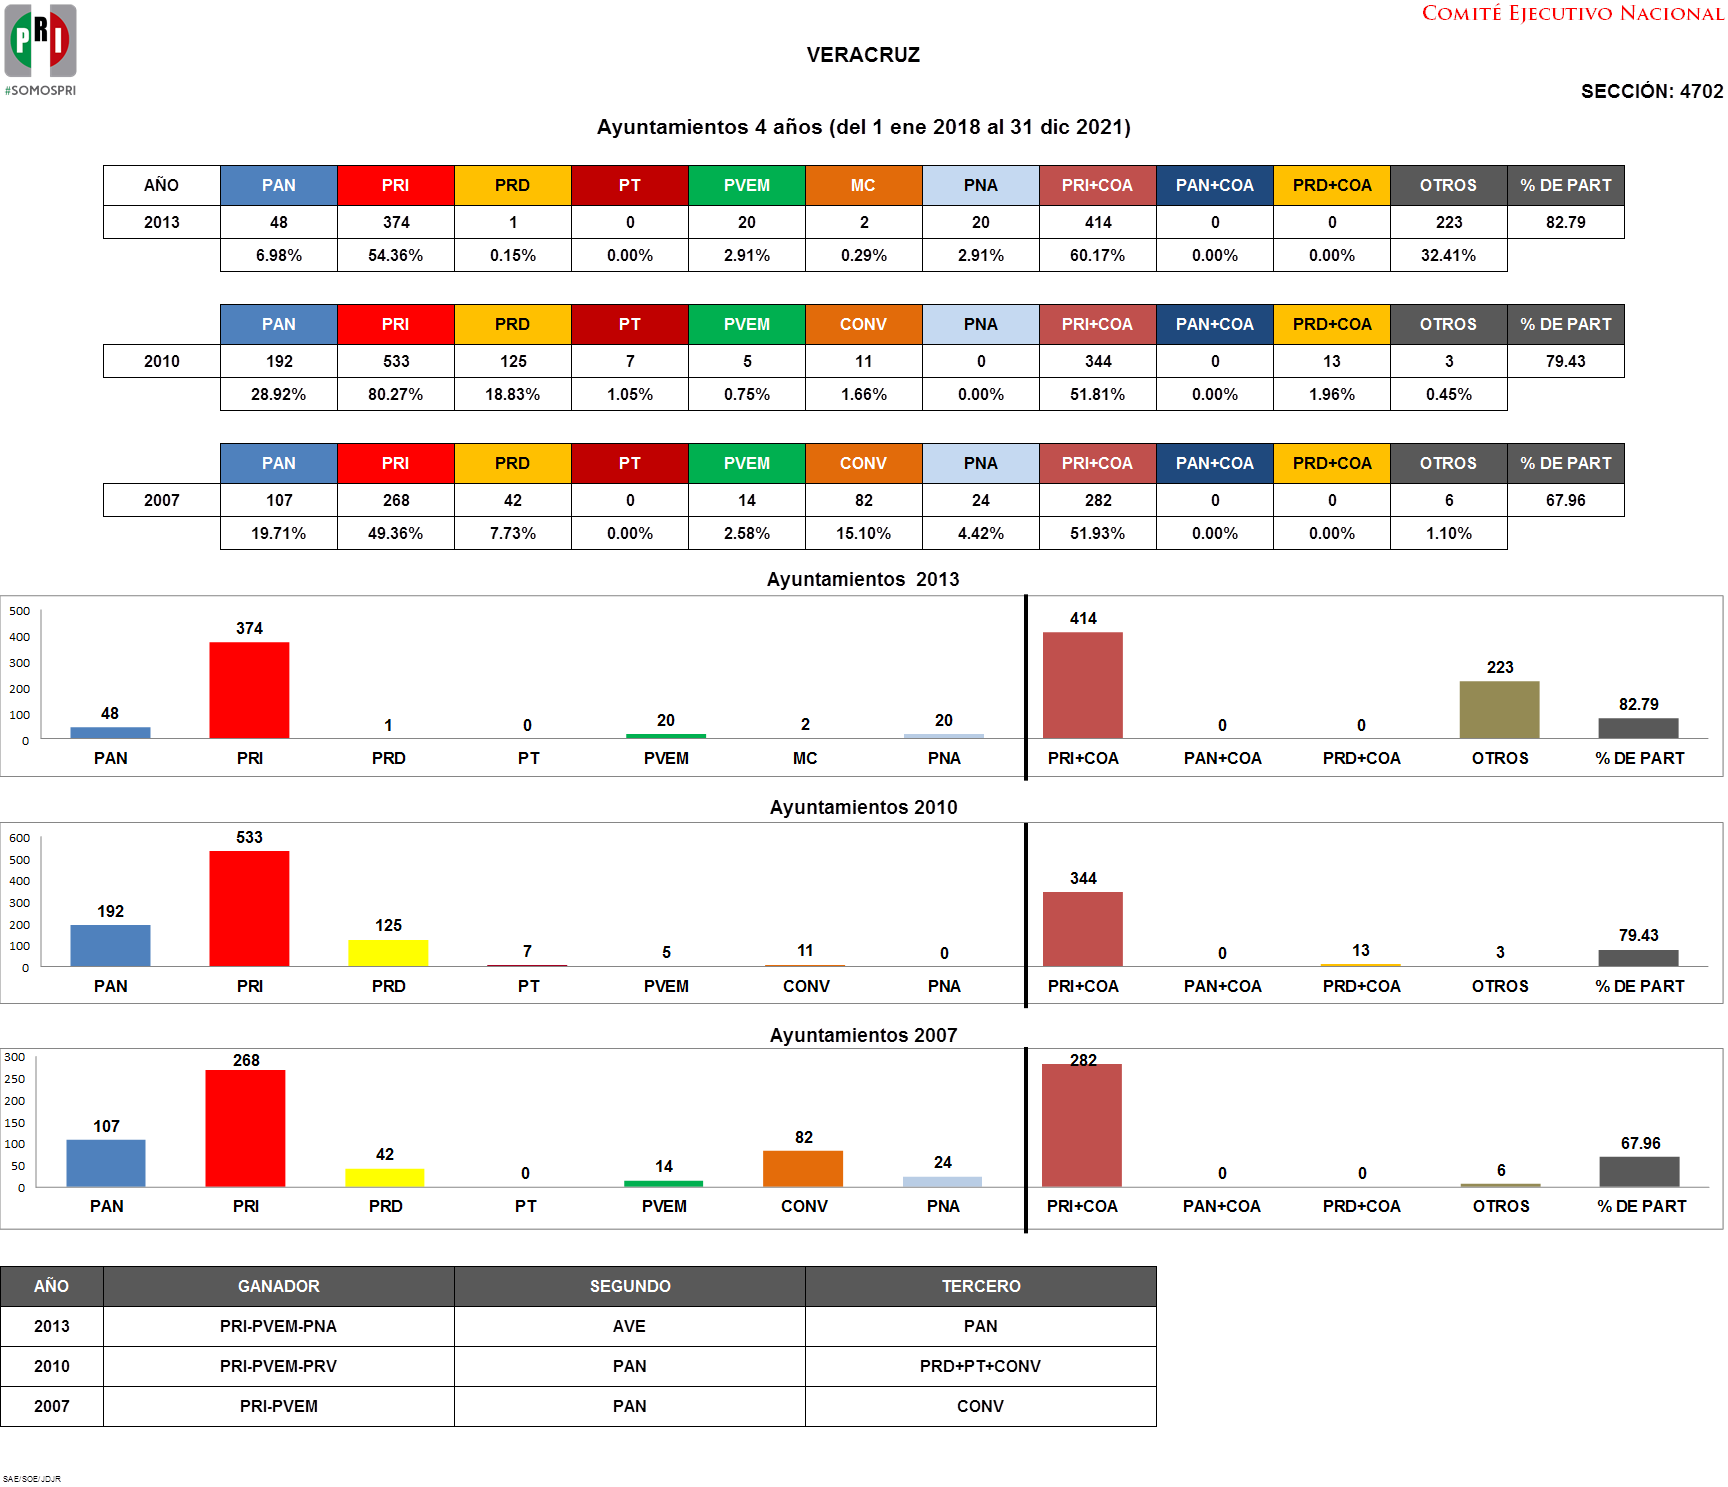 PRI
#SOMOSPRI
COMITÉ EJECUTIVO NACIONAL
VERACRUZ
SECCIÓN: 4702
Ayuntamientos 4 años (del 1 ene 2018 al 31 dic 2021)
AÑO PAN PRI PRD PT PVEM MC PNA PRI+COA PAN+COA PRD+COA OTROS % DE PART
2013 48 374 1 0 20 2 20 414 0 0 223 82.79
6.98% 54.36% 0.15% 0.00% 2.91% 0.29% 2.91% 60.17% 0.00% 0.00% 32.41%
PAN PRI PRD PT PVEM CONV PNA PRI+COA PAN+COA PRD+COA OTROS % DE PART
2010 192 533 125 7 5 11 0 344 0 13 3 79.43
28.92% 80.27% 18.83% 1.05% 0.75% 1.66% 0.00% 51.81% 0.00% 1.96% 0.45%
PAN PRI PRD PT PVEM CONV PNA PRI+COA PAN+COA PRD+COA OTROS % DE PART
2007 107 268 42 0 14 82 24 282 0 0 6 67.96
19.71% 49.36% 7.73% 0.00% 2.58% 15.10% 4.42% 51.93% 0.00% 0.00% 1.10%
Ayuntamientos 2013
500
400
300
200
100
0
48 374 1 0 20 2 20 414 0 0 223 82.79
PAN PRI PRD PT PVEM MC PNA PRI+COA PAN+COA PRD+COA OTROS % DE PART
Ayuntamientos 2010
600
500
400
300
200
100
0
192 533 125 7 5 11 0 344 0 13 3 79.43
PAN PRI PRD PT PVEM CONV PNA PRI+COA PAN+COA PRD+COA OTROS % DE PART
Ayuntamientos 2007
300
250
200
150
100
50
0
107 268 42 0 14 82 24 282 0 0 6 67.96
PAN PRI PRD PT PVEM CONV PNA PRI+COA PAN+COA PRD+COA OTROS % DE PART
AÑO GANADOR SEGUNDO TERCERO
2013 PRI-PVEM-PNA AVE PAN
2010 PRI-PVEM-PRV PAN PRD+PT+CONV
2007 PRI-PVEM PAN CONV
SAE/SOE/JDJR